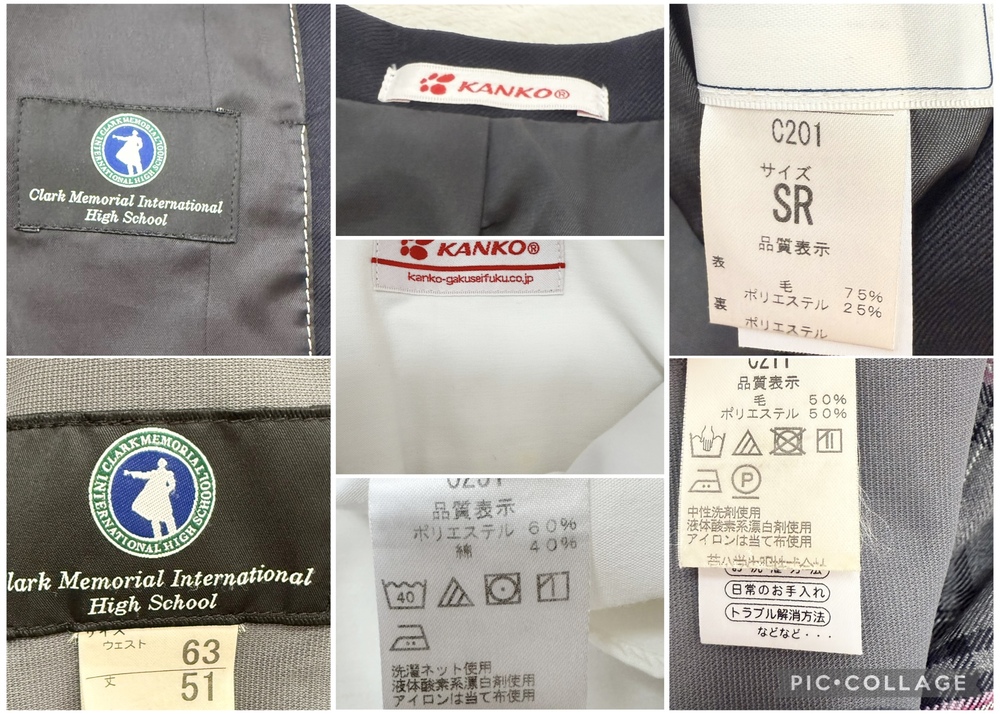 CLARK MEMORIAL INTERNATIONAL HIGH SCHOOL
Clark Memorial International
High School
KANKO®
C201
サイズ
SR
品質表示
表
毛 75%
ポリエステル 25%
裏
ポリエステル
KANKO®
kanko-gakuseifuku.co.jp
CLARK MEMORIAL INTERNATIONAL HIGH SCHOOL
lark Memorial International
High School
サイズ
ウエスト 63
丈 51
品質表示
ポリエステル 60%
綿 40%
40
洗濯ネット使用
液体酸素系漂白剤使用
アイロンは当て布使用
C211
品質表示
毛 50%
ポリエステル 50%
P
中性洗剤使用
液体酸素系漂白剤使用
アイロンは当て布使用
日常のお手入れ
トラブル解消方法
などなど・・・
PIC•COLLAGE